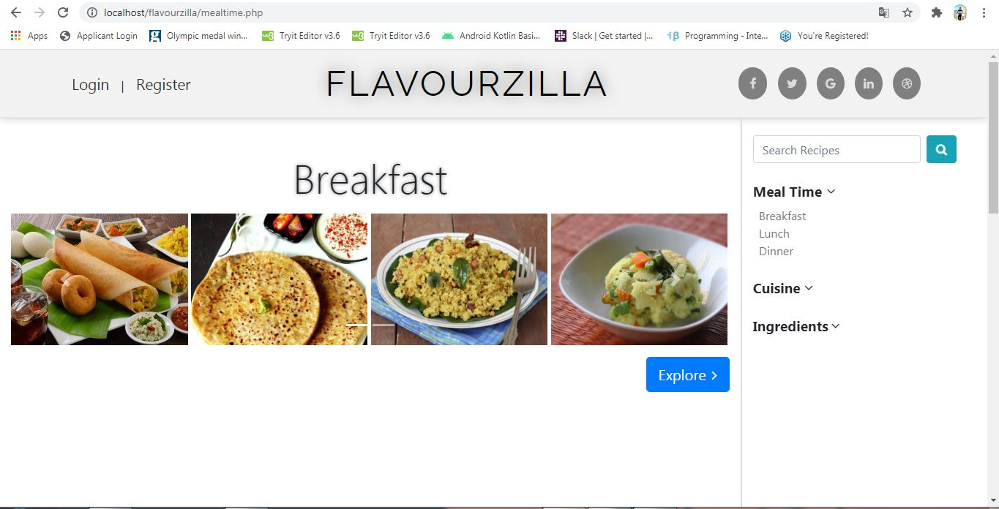 localhost/flavourzilla/mealtime.php
Apps Applicant Login Olympic medal win... Tryit Editor v3.6 Tryit Editor v3.6 Android Kotlin Basi... Slack | Get started |... Programming - Inte... You're Registered!
Login | Register FLAVOURZILLA
Search Recipes
Breakfast
Meal Time
Breakfast
Lunch
Dinner
Cuisine
Ingredients
Explore